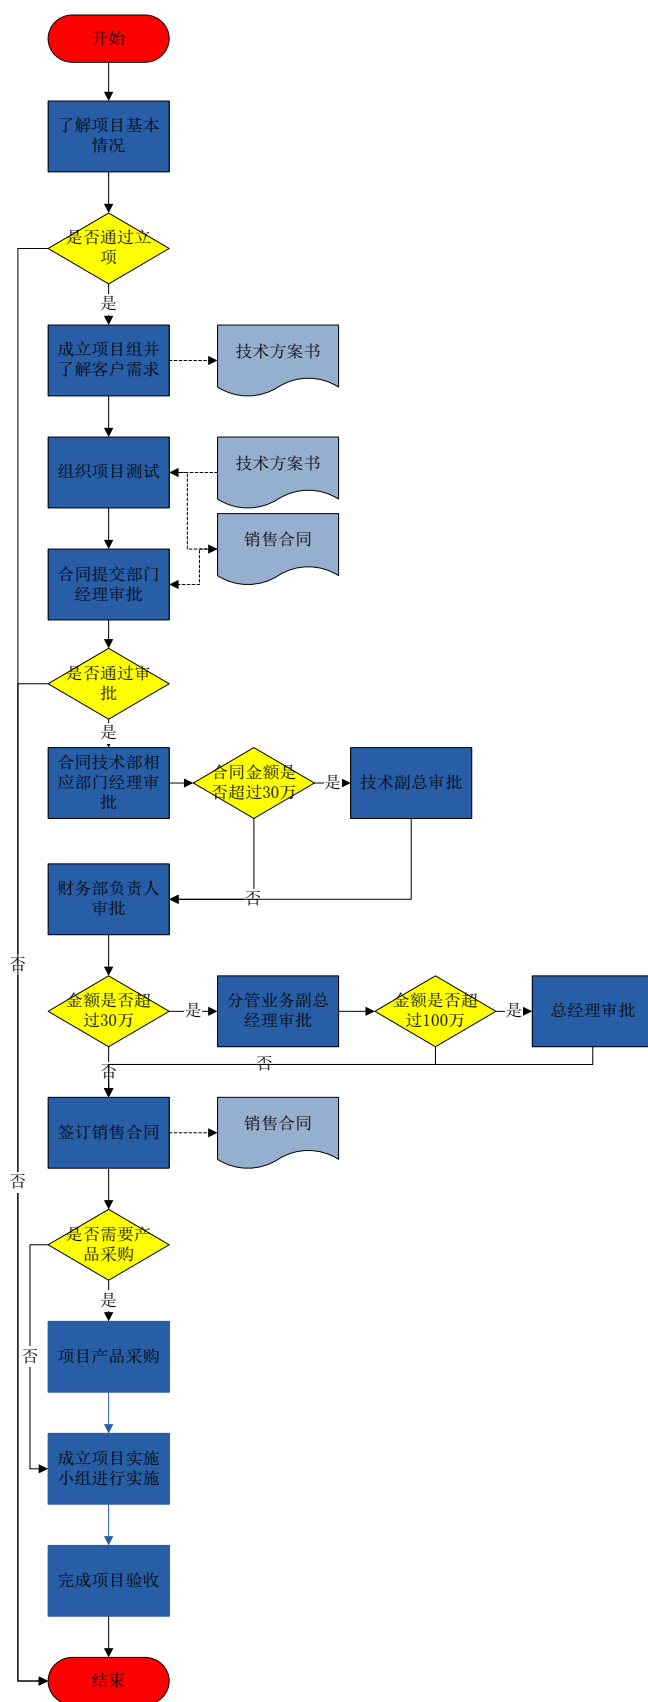 开始
了解项目基本
情况
是否通过立
项
是
成立项目组并
了解客户需求
技术方案书
组织项目测试
技术方案书
销售合同
合同提交部门
经理审批
是否通过审
批
是
合同技术部相
应部门经理审
批
合同金额是
否超过30万
是
技术副总审批
财务部负责人
审批
否
否
金额是否超
过30万
是
分管业务副总
经理审批
金额是否超
过100万
是
总经理审批
否
否
签订销售合同
销售合同
否
是否需要产
品采购
是
否
项目产品采购
成立项目实施
小组进行实施
完成项目验收
结束